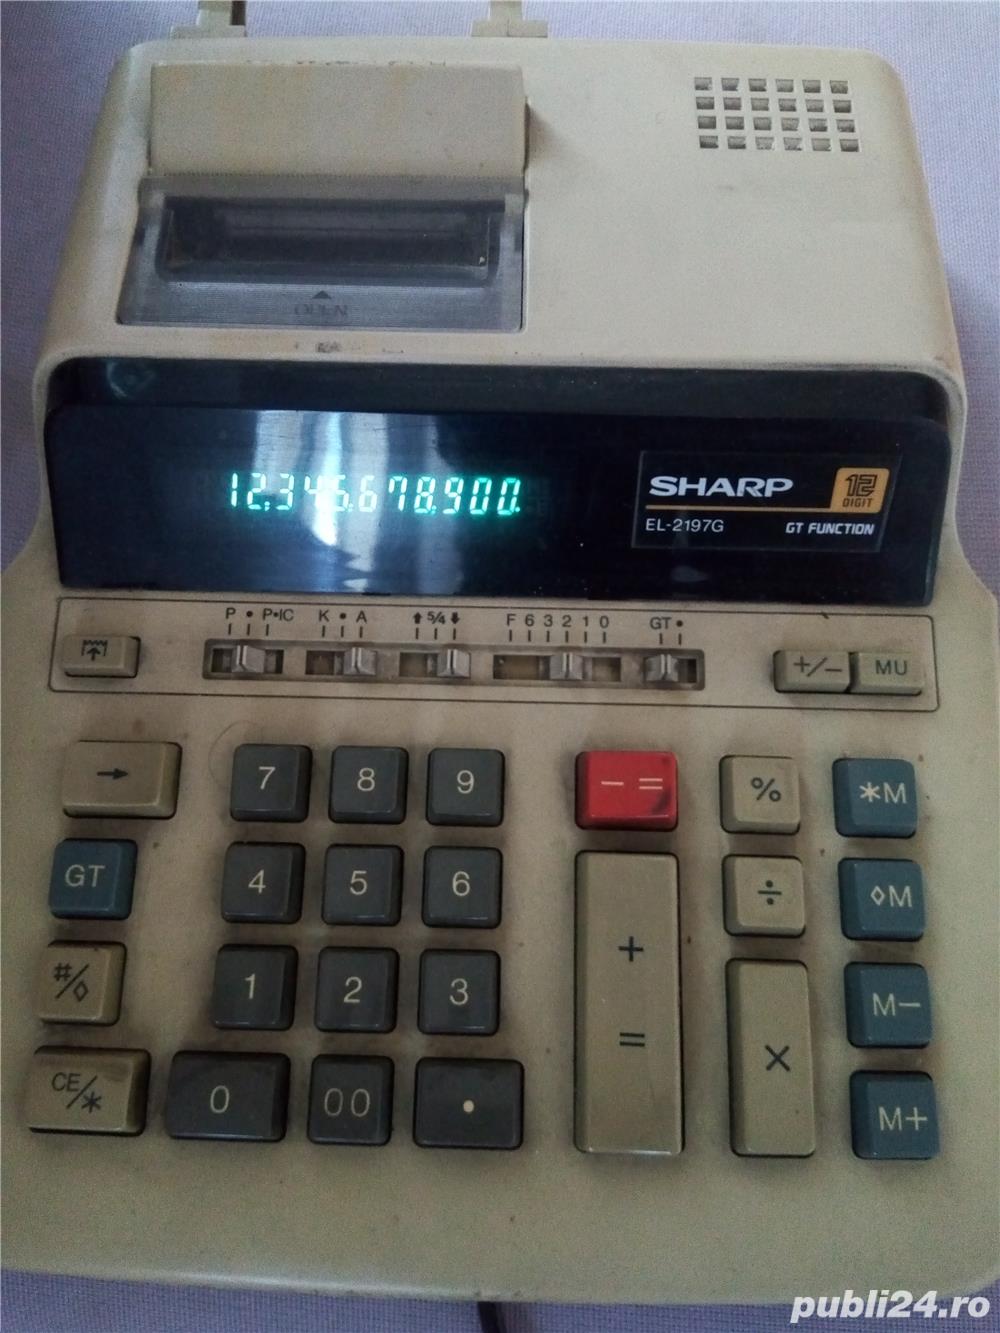 OPEN
12,345,678,900.
SHARP 12 DIGIT
EL-2197G GT FUNCTION
P • P•IC K • A ↑ 5/4 ↓ F 6 3 2 1 0 GT •
+/− MU
→ 7 8 9 − = % *M
GT 4 5 6 ÷ ◊M
#/◊ 1 2 3 + = × M−
CE/* 0 00 • M+
publi24.ro